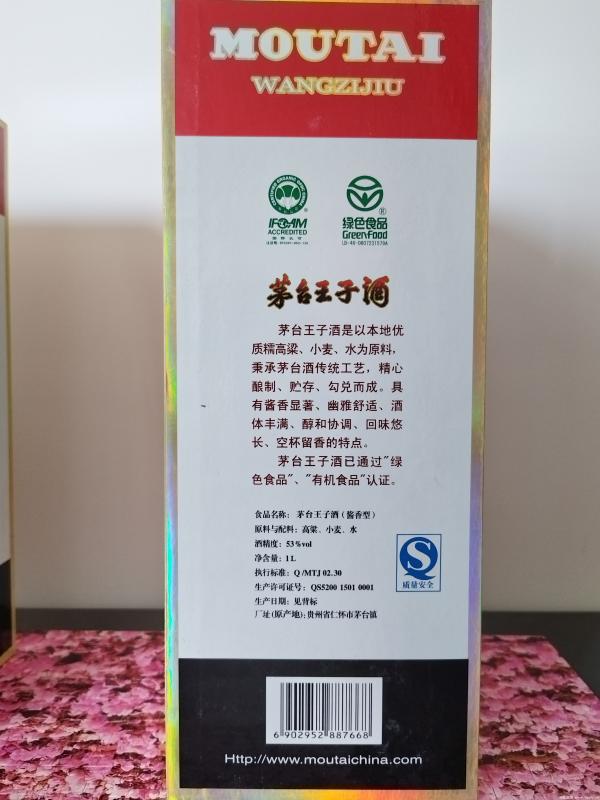 MOUTAI
WANGZIJIU
IFOAM
ACCREDITED
绿色食品
GreenFood
茅台王子酒
茅台王子酒是以本地优
质糯高粱、小麦、水为原料,
秉承茅台酒传统工艺，精心
酿制、贮存、勾兑而成。具
有酱香显著、幽雅舒适、酒
体丰满、醇和协调、回味悠
长、空杯留香的特点。
茅台王子酒已通过"绿
色食品"、"有机食品"认证。
食品名称：茅台王子酒（酱香型）
原料与配料：高粱、小麦、水
酒精度：53%vol
净含量：1L
执行标准：Q/MTJ 02.30
生产许可证号：QS5200 1501 0001
生产日期：见背标
厂址(原产地)：贵州省仁怀市茅台镇
质量安全
6 902952 887668
Http://www.moutaichina.com